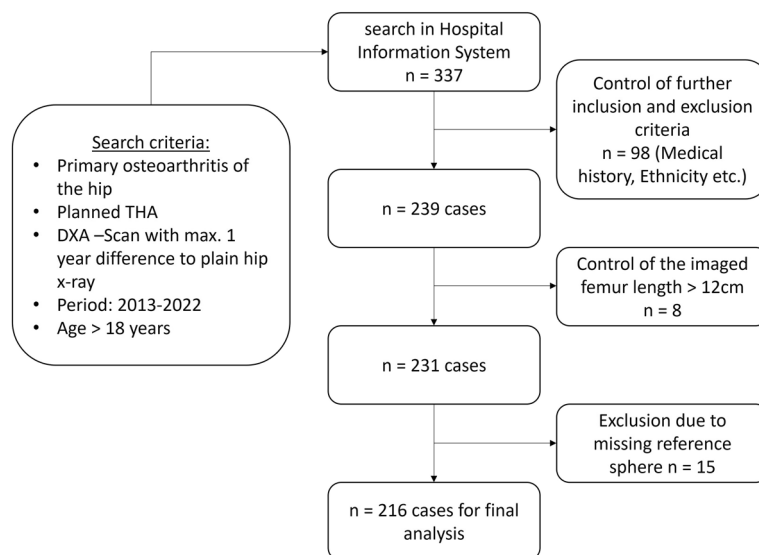 search in Hospital
Information System
n = 337
Control of further
inclusion and exclusion
criteria
n = 98 (Medical
history, Ethnicity etc.)
Search criteria:
• Primary osteoarthritis of
the hip
• Planned THA
• DXA –Scan with max. 1
year difference to plain hip
x-ray
• Period: 2013-2022
• Age > 18 years
n = 239 cases
Control of the imaged
femur length > 12cm
n = 8
n = 231 cases
Exclusion due to
missing reference
sphere n = 15
n = 216 cases for final
analysis